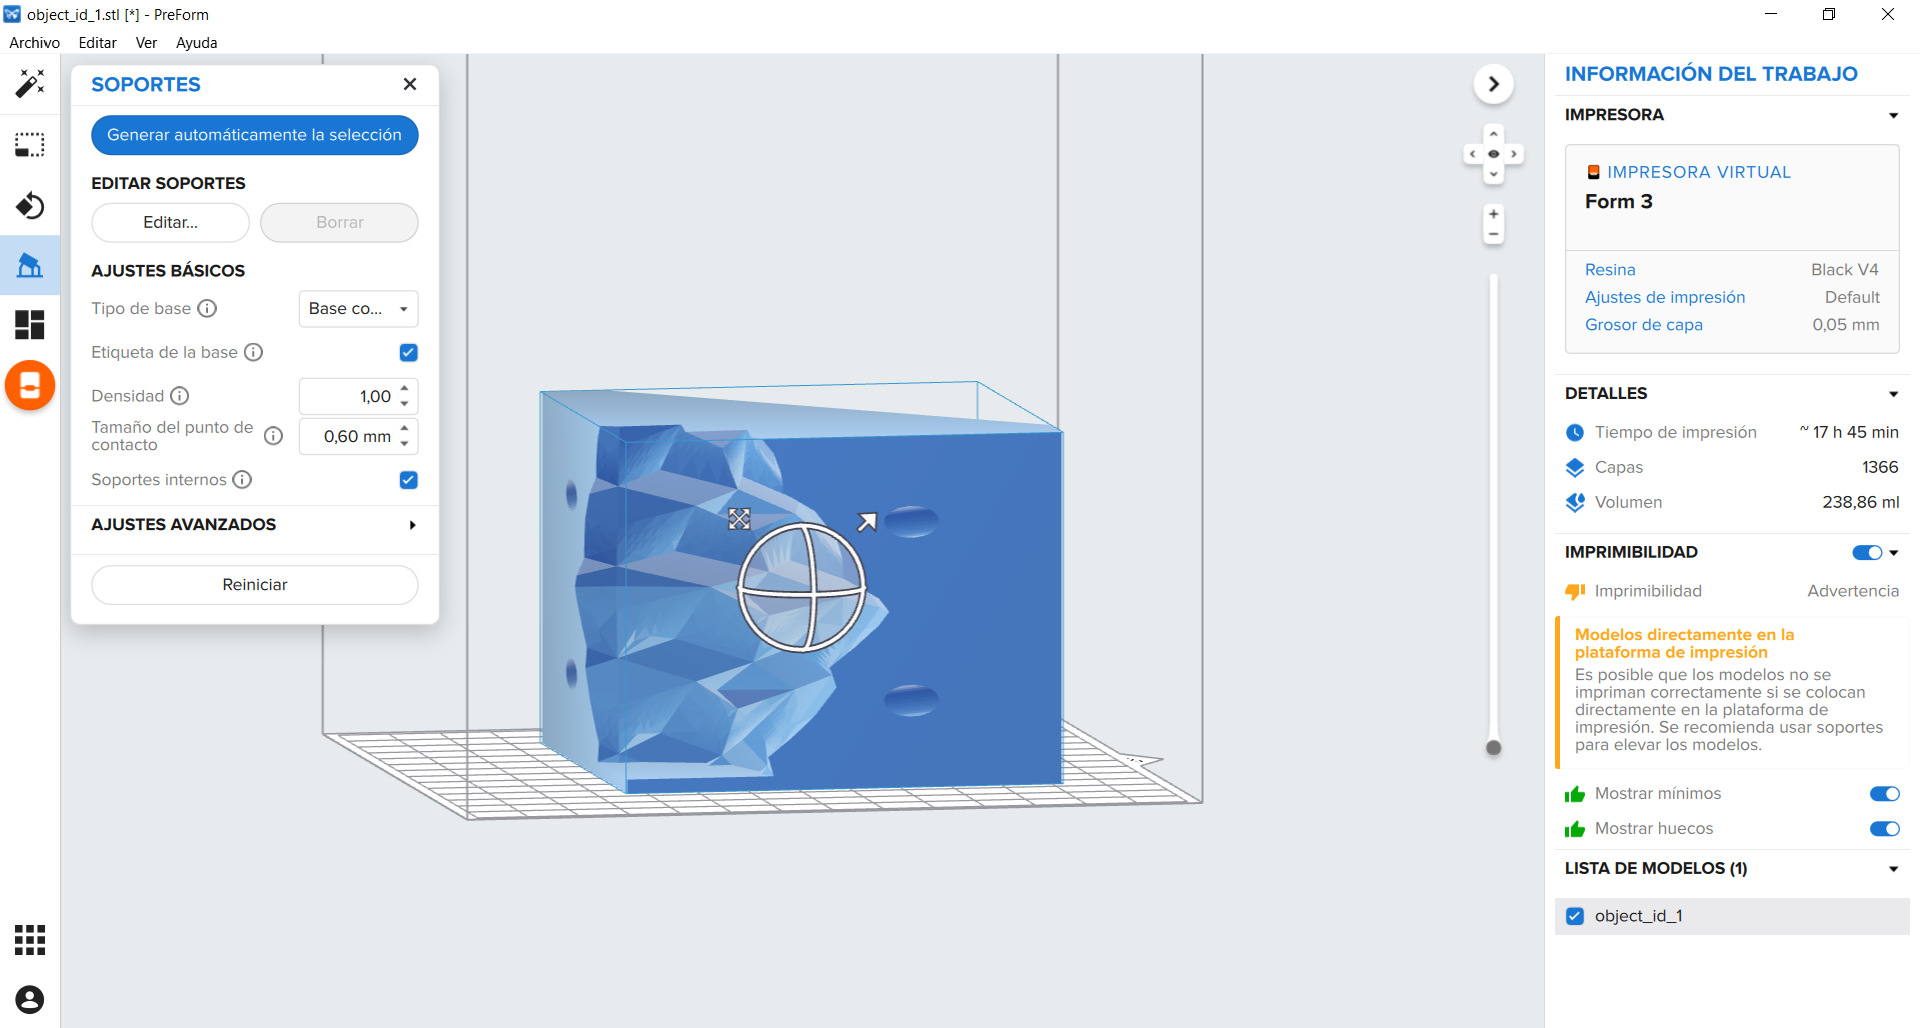 object_id_1.stl [*] - PreForm
Archivo Editar Ver Ayuda
SOPORTES
Generar automáticamente la selección
EDITAR SOPORTES
Editar... Borrar
AJUSTES BÁSICOS
Tipo de base Base co...
Etiqueta de la base
Densidad 1,00
Tamaño del punto de
contacto 0,60 mm
Soportes internos
AJUSTES AVANZADOS
Reiniciar
INFORMACIÓN DEL TRABAJO
IMPRESORA
IMPRESORA VIRTUAL
Form 3
Resina Black V4
Ajustes de impresión Default
Grosor de capa 0,05 mm
DETALLES
Tiempo de impresión ~ 17 h 45 min
Capas 1366
Volumen 238,86 ml
IMPRIMIBILIDAD
Imprimibilidad Advertencia
Modelos directamente en la
plataforma de impresión
Es posible que los modelos no se
impriman correctamente si se colocan
directamente en la plataforma de
impresión. Se recomienda usar soportes
para elevar los modelos.
Mostrar mínimos
Mostrar huecos
LISTA DE MODELOS (1)
object_id_1